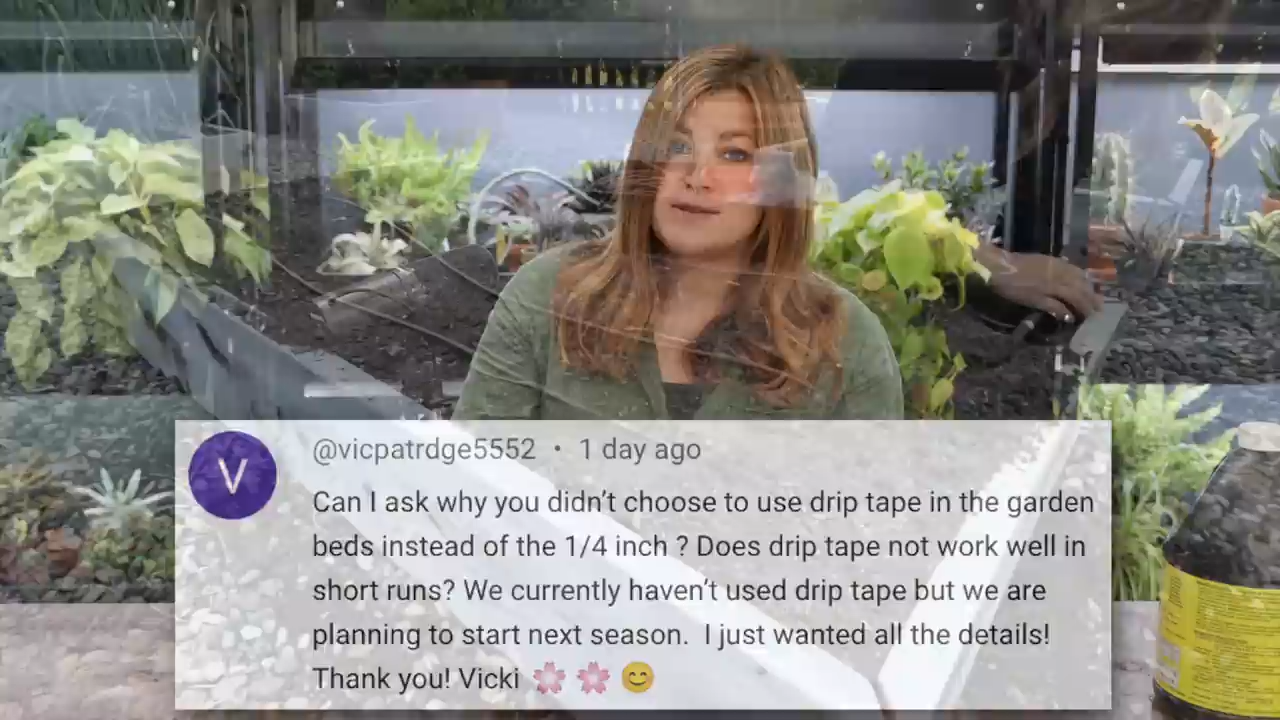 @vicpatrdge5552 • 1 day ago
V
Can I ask why you didn’t choose to use drip tape in the garden
beds instead of the 1/4 inch ? Does drip tape not work well in
short runs? We currently haven’t used drip tape but we are
planning to start next season.  I just wanted all the details!
Thank you! Vicki 🌸 🌸 😊